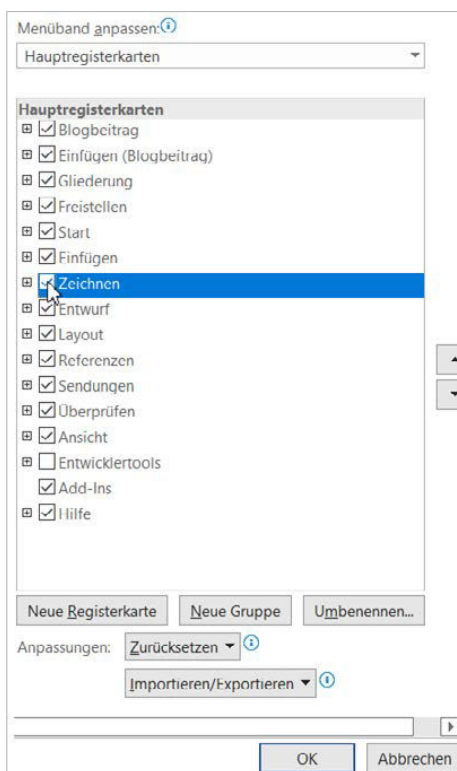 Menüband anpassen:
Hauptregisterkarten
Hauptregisterkarten
Blogbeitrag
Einfügen (Blogbeitrag)
Gliederung
Freistellen
Start
Einfügen
Zeichnen
Entwurf
Layout
Referenzen
Sendungen
Überprüfen
Ansicht
Entwicklertools
Add-Ins
Hilfe
Neue Registerkarte Neue Gruppe Umbenennen...
Anpassungen: Zurücksetzen
Importieren/Exportieren
OK Abbrechen